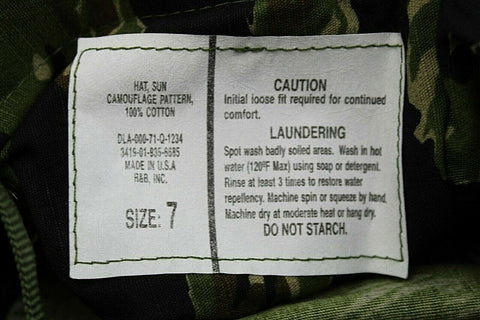 HAT, SUN
CAMOUFLAGE PATTERN,
100% COTTON
DLA-000-71-Q-1234
3419-01-935-6685
MADE IN U.S.A
R&B, INC.
SIZE: 7
CAUTION
Initial loose fit required for continued
comfort.
LAUNDERING
Spot wash badly soiled areas. Wash in hot
water (120ºF Max) using soap or detergent.
Rinse at least 3 times to restore water
repellency. Machine spin or squeeze by hand.
Machine dry at moderate heat or hang dry.
DO NOT STARCH.